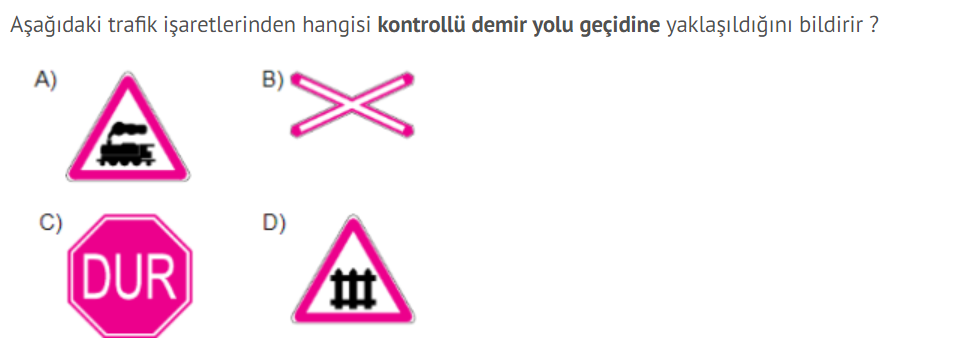 Aşağıdaki trafik işaretlerinden hangisi kontrollü demir yolu geçidine yaklaşıldığını bildirir ?
A)
B)
C)
DUR
D)